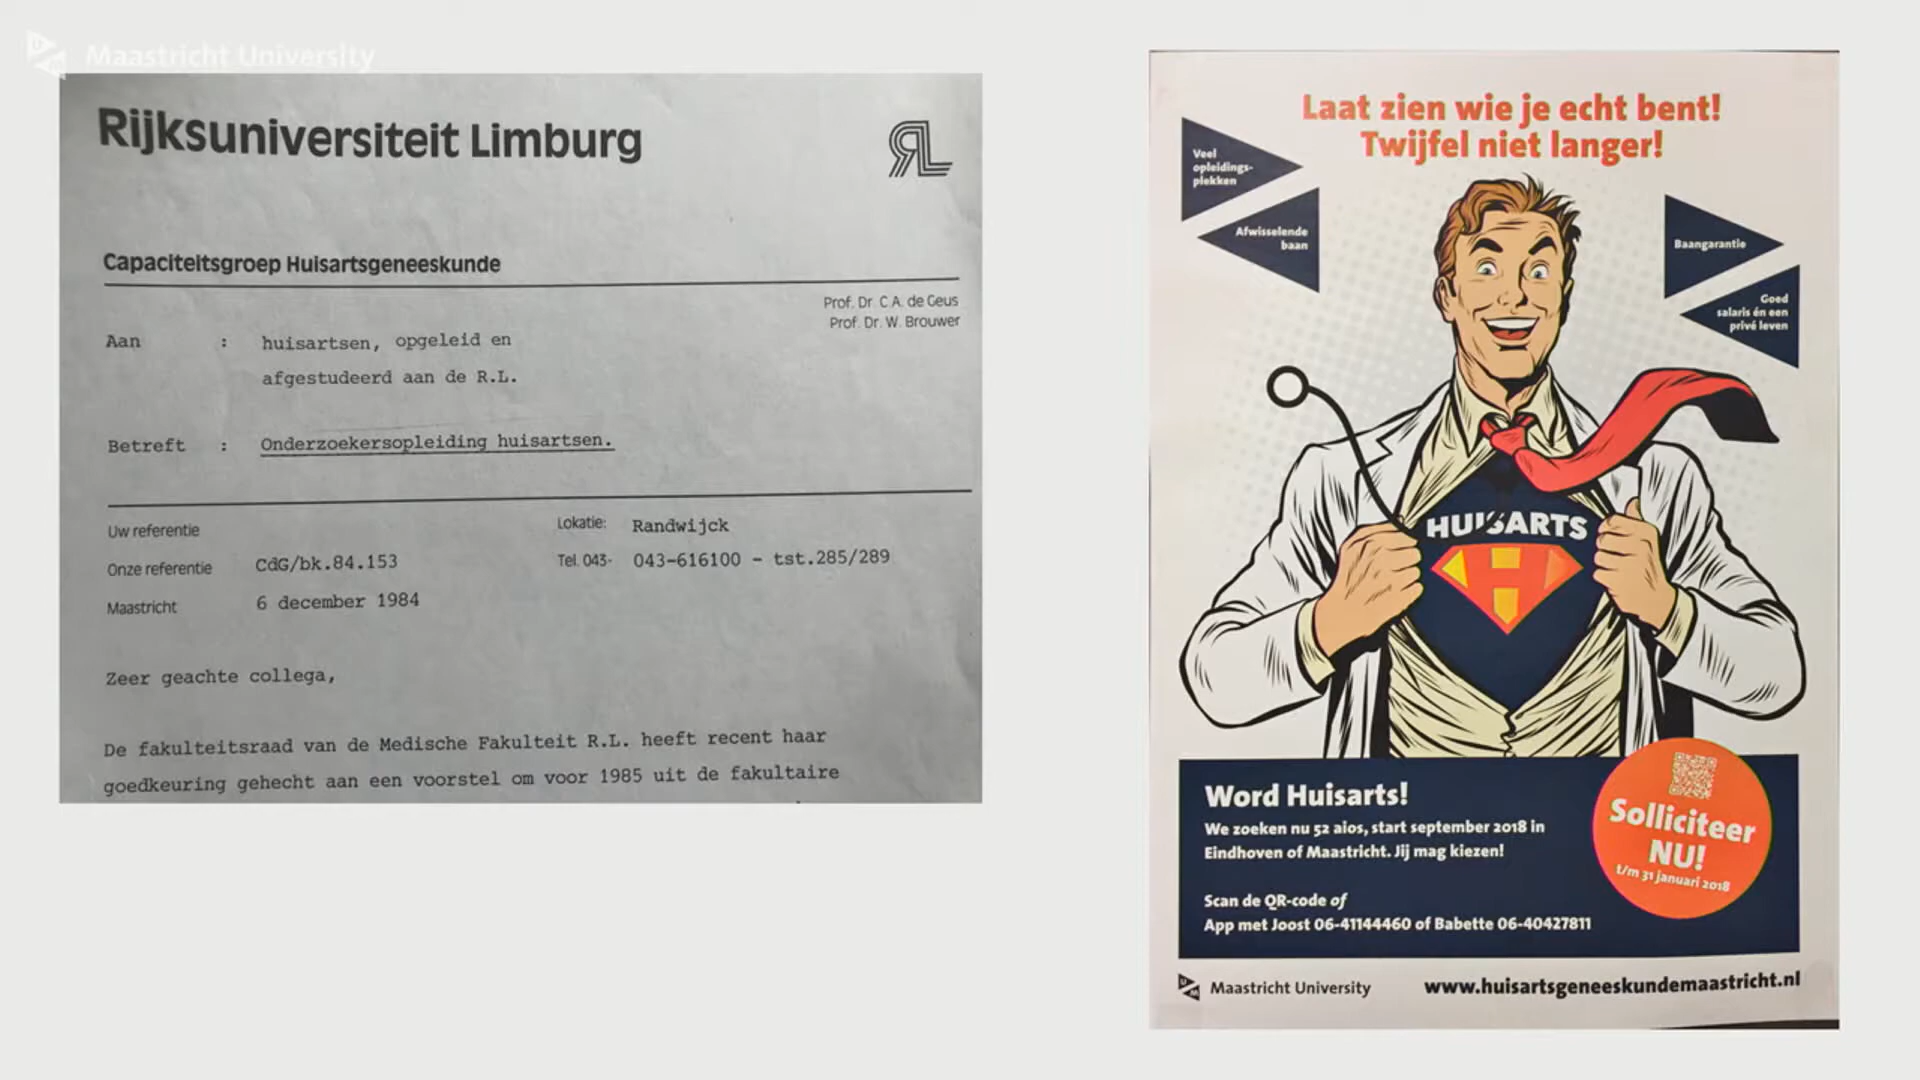 Maastricht University
Rijksuniversiteit Limburg
RL
Capaciteitsgroep Huisartsgeneeskunde
Prof. Dr. C.A. de Geus
Prof. Dr. W. Brouwer
Aan : huisartsen, opgeleid en
afgestudeerd aan de R.L.
Betreft : Onderzoekersopleiding huisartsen.
Uw referentie
Lokatie: Randwijck
Onze referentie CdG/bk.84.153
Tel. 043- 043-616100 - tst.285/289
Maastricht 6 december 1984
Zeer geachte collega,
De fakulteitsraad van de Medische Fakulteit R.L. heeft recent haar
goedkeuring gehecht aan een voorstel om voor 1985 uit de fakultaire
Laat zien wie je echt bent!
Twijfel niet langer!
Veel
opleidings-
plekken
Afwisselende
baan
Baangarantie
Goed
salaris én een
privé leven
HUISARTS
H
Word Huisarts!
We zoeken nu 52 aios, start september 2018 in
Eindhoven of Maastricht. Jij mag kiezen!
Scan de QR-code of
App met Joost 06-41144460 of Babette 06-40427811
Solliciteer
NU!
t/m 31 januari 2018
Maastricht University
www.huisartsgeneeskundemaastricht.nl